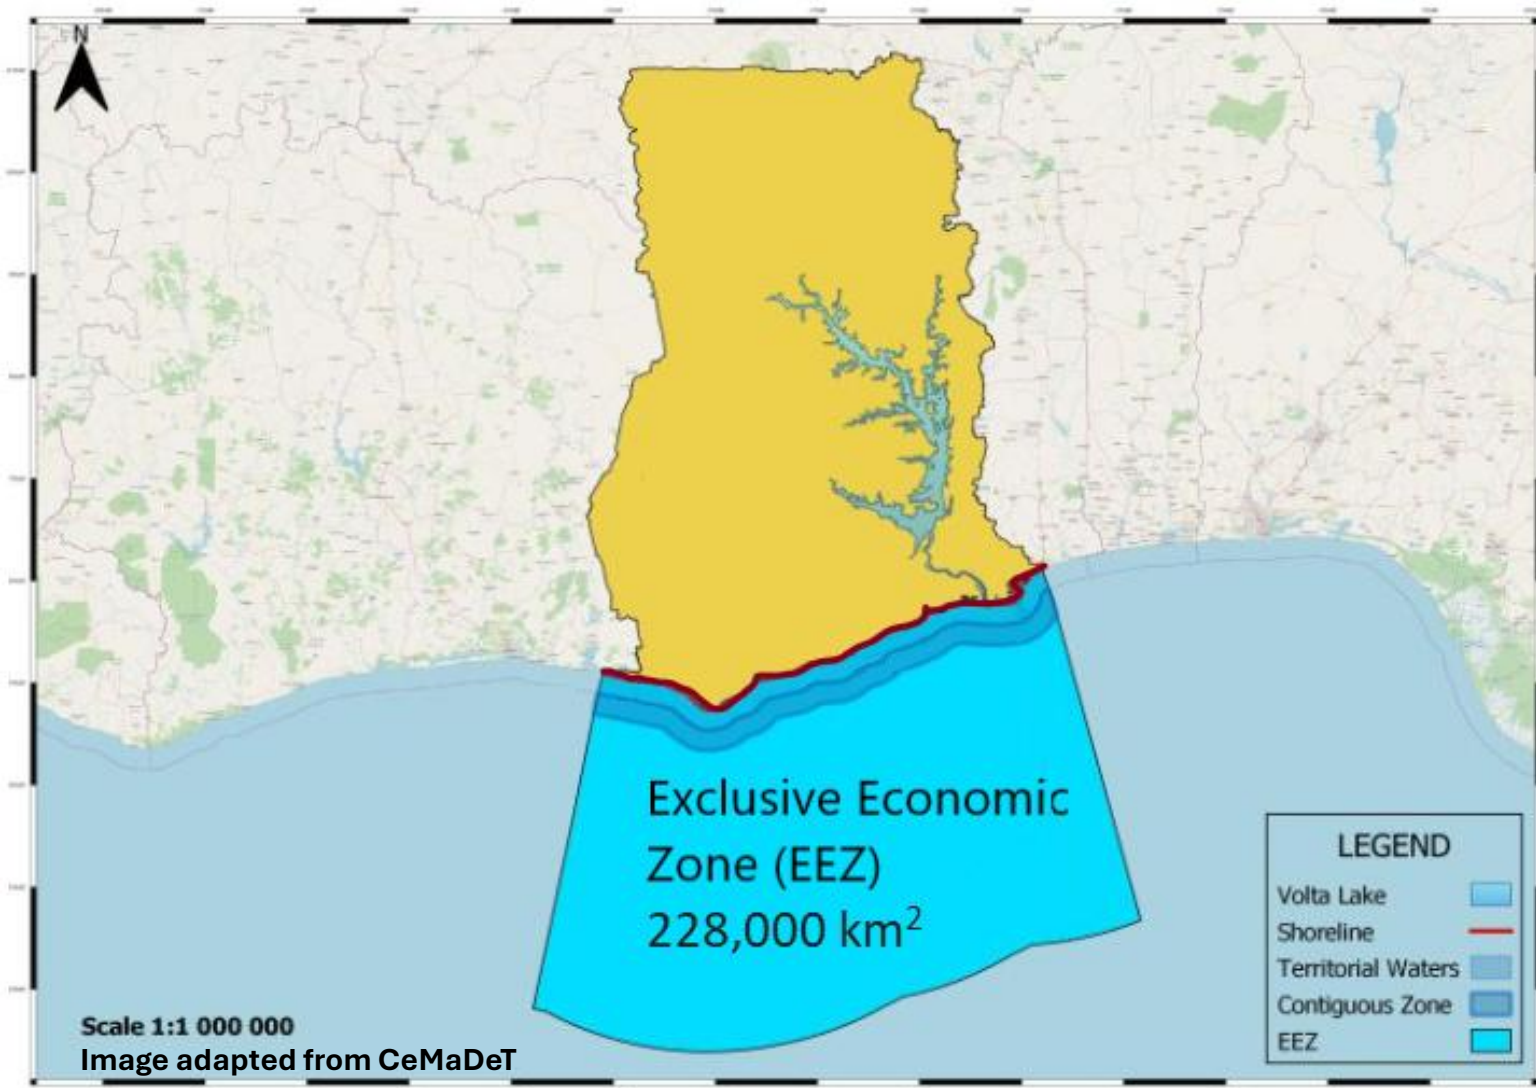 N
Exclusive Economic
Zone (EEZ)
228,000 km²
LEGEND
Volta Lake
Shoreline
Territorial Waters
Contiguous Zone
EEZ
Scale 1:1 000 000
Image adapted from CeMaDeT